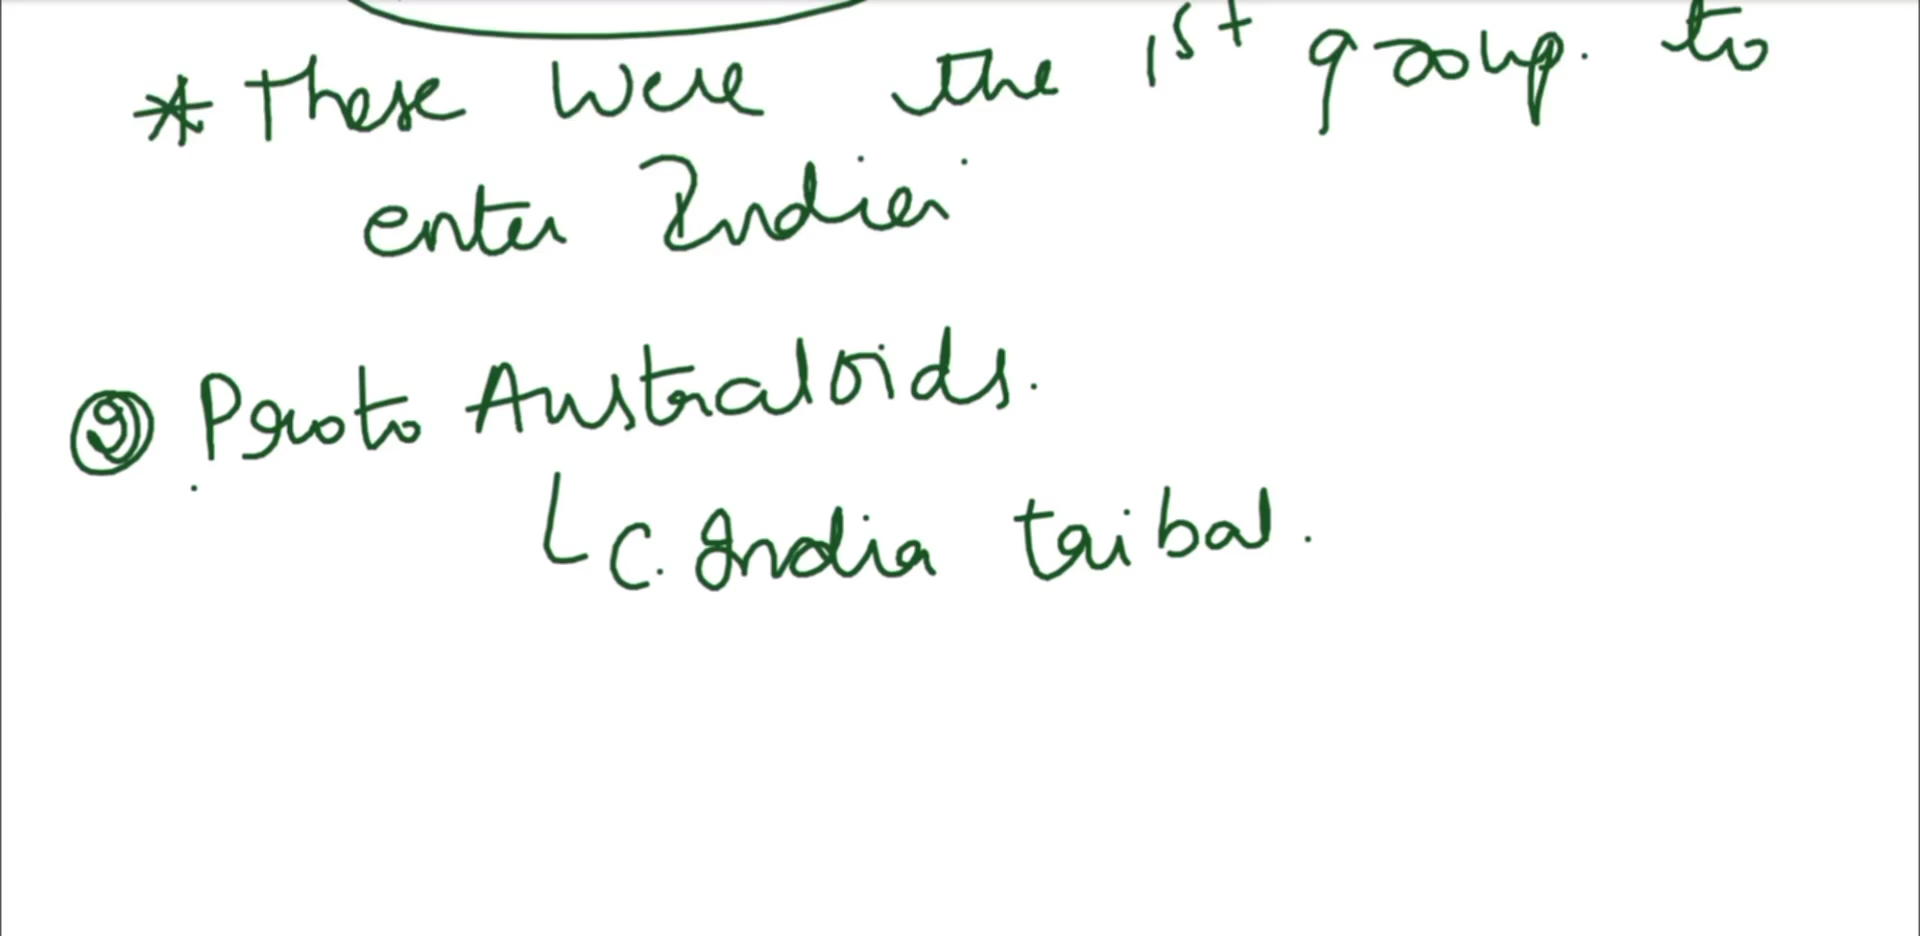 * These were the 1st group. to
enter India
② Proto Australoids.
C. India tribal.